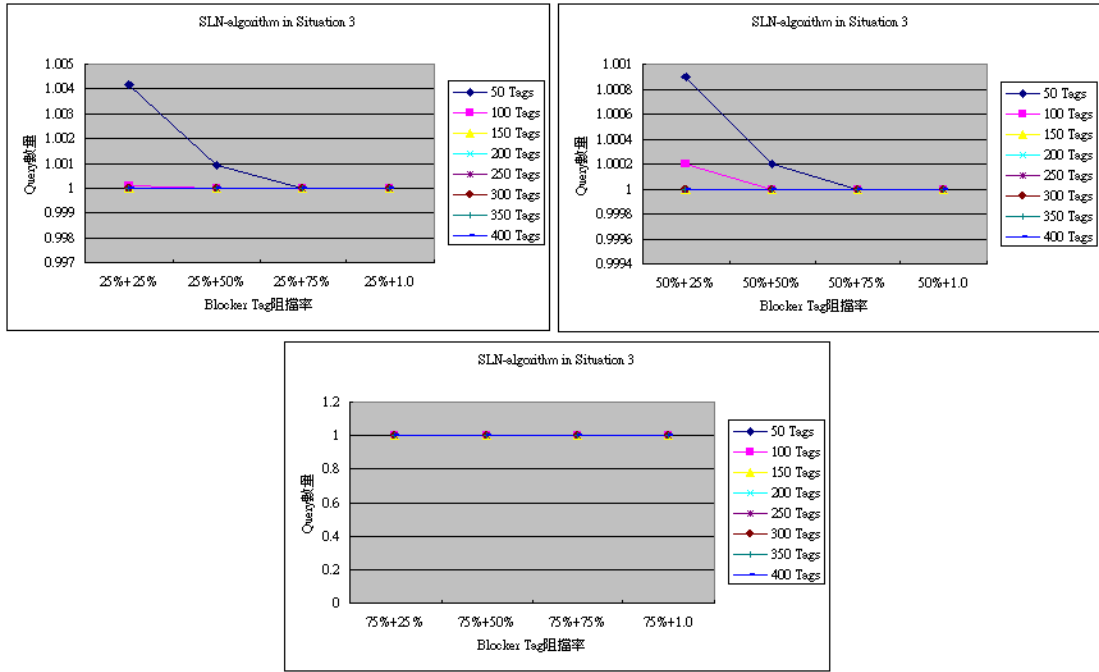 SLN-algorithm in Situation 3
1.005
1.004
1.003
1.002
1.001
1
0.999
0.998
0.997
Query數量
25%+25%
25%+50%
25%+75%
25%+1.0
Blocker Tag阻擋率
50 Tags
100 Tags
150 Tags
200 Tags
250 Tags
300 Tags
350 Tags
400 Tags
SLN-algorithm in Situation 3
1.001
1.0008
1.0006
1.0004
1.0002
1
0.9998
0.9996
0.9994
Query數量
50%+25%
50%+50%
50%+75%
50%+1.0
Blocker Tag阻擋率
50 Tags
100 Tags
150 Tags
200 Tags
250 Tags
300 Tags
350 Tags
400 Tags
SLN-algorithm in Situation 3
1.2
1
0.8
0.6
0.4
0.2
0
Query數量
75%+25%
75%+50%
75%+75%
75%+1.0
Blocker Tag阻擋率
50 Tags
100 Tags
150 Tags
200 Tags
250 Tags
300 Tags
350 Tags
400 Tags